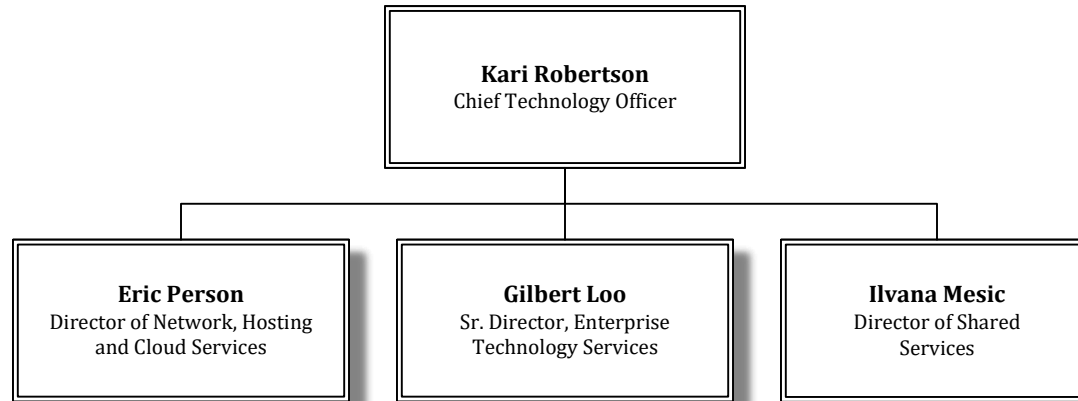 Kari Robertson
Chief Technology Officer
Eric Person
Director of Network, Hosting
and Cloud Services
Gilbert Loo
Sr. Director, Enterprise
Technology Services
Ilvana Mesic
Director of Shared
Services